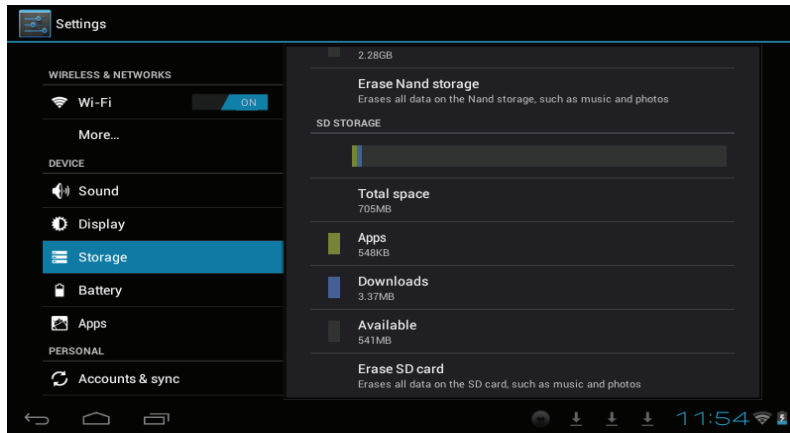 Settings
WIRELESS & NETWORKS
Wi-Fi
ON
More...
DEVICE
Sound
Display
Storage
Battery
Apps
PERSONAL
Accounts & sync
2.28GB
Erase Nand storage
Erases all data on the Nand storage, such as music and photos
SD STORAGE
Total space
705MB
Apps
548KB
Downloads
3.37MB
Available
541MB
Erase SD card
Erases all data on the SD card, such as music and photos
11:54